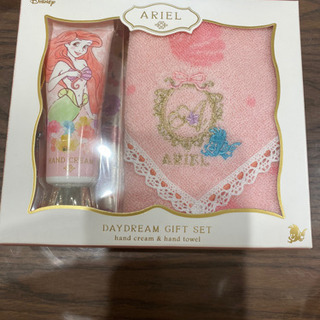 Disney
ARIEL
HAND CREAM
ARIEL
DAYDREAM GIFT SET
hand cream & hand towel